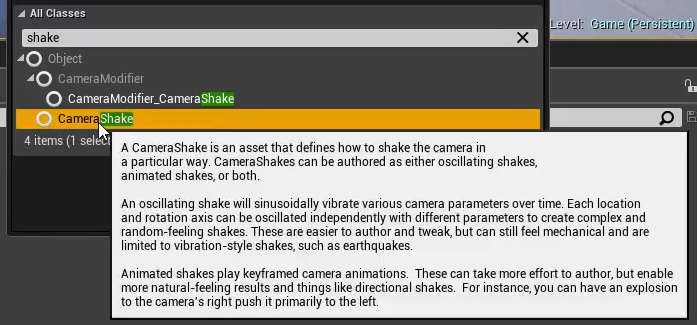 All Classes
Level: Game (Persistent)
shake
Object
CameraModifier
CameraModifier_CameraShake
CameraShake
4 items (1 select
A CameraShake is an asset that defines how to shake the camera in
a particular way. CameraShakes can be authored as either oscillating shakes,
animated shakes, or both.
An oscillating shake will sinusoidally vibrate various camera parameters over time. Each location
and rotation axis can be oscillated independently with different parameters to create complex and
random-feeling shakes. These are easier to author and tweak, but can still feel mechanical and are
limited to vibration-style shakes, such as earthquakes.
Animated shakes play keyframed camera animations. These can take more effort to author, but enable
more natural-feeling results and things like directional shakes. For instance, you can have an explosion
to the camera's right push it primarily to the left.